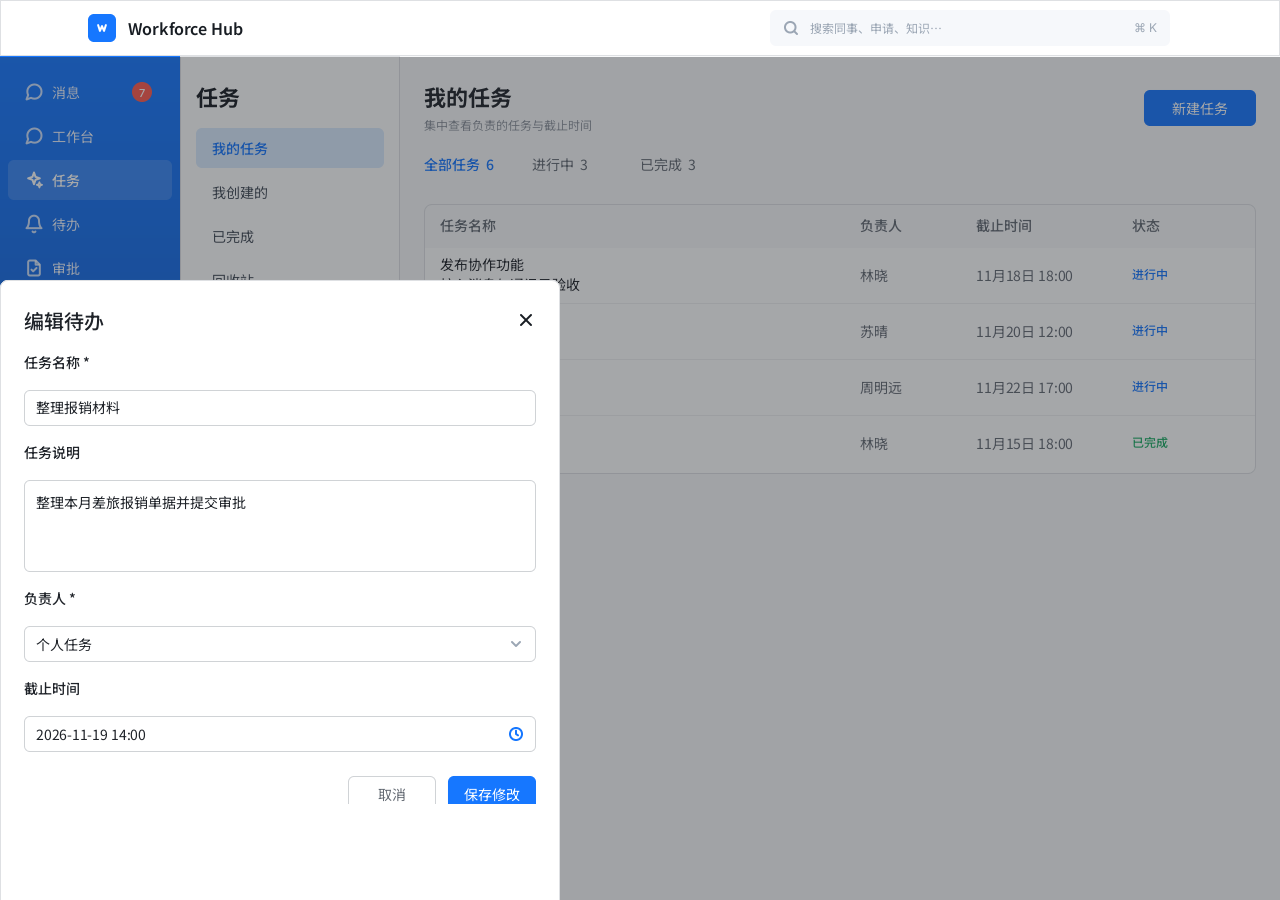 Workforce Hub
搜索同事、申请、知识…
⌘ K
消息
7
工作台
任务
待办
审批
任务
我的任务
我创建的
已完成
回收站
我的任务
集中查看负责的任务与截止时间
新建任务
全部任务 6
进行中 3
已完成 3
任务名称
负责人
截止时间
状态
发布协作功能
验收
林晓
11月18日 18:00
进行中
苏晴
11月20日 12:00
进行中
周明远
11月22日 17:00
进行中
林晓
11月15日 18:00
已完成
编辑待办
任务名称 *
整理报销材料
任务说明
整理本月差旅报销单据并提交审批
负责人 *
个人任务
截止时间
2026-11-19 14:00
取消
保存修改